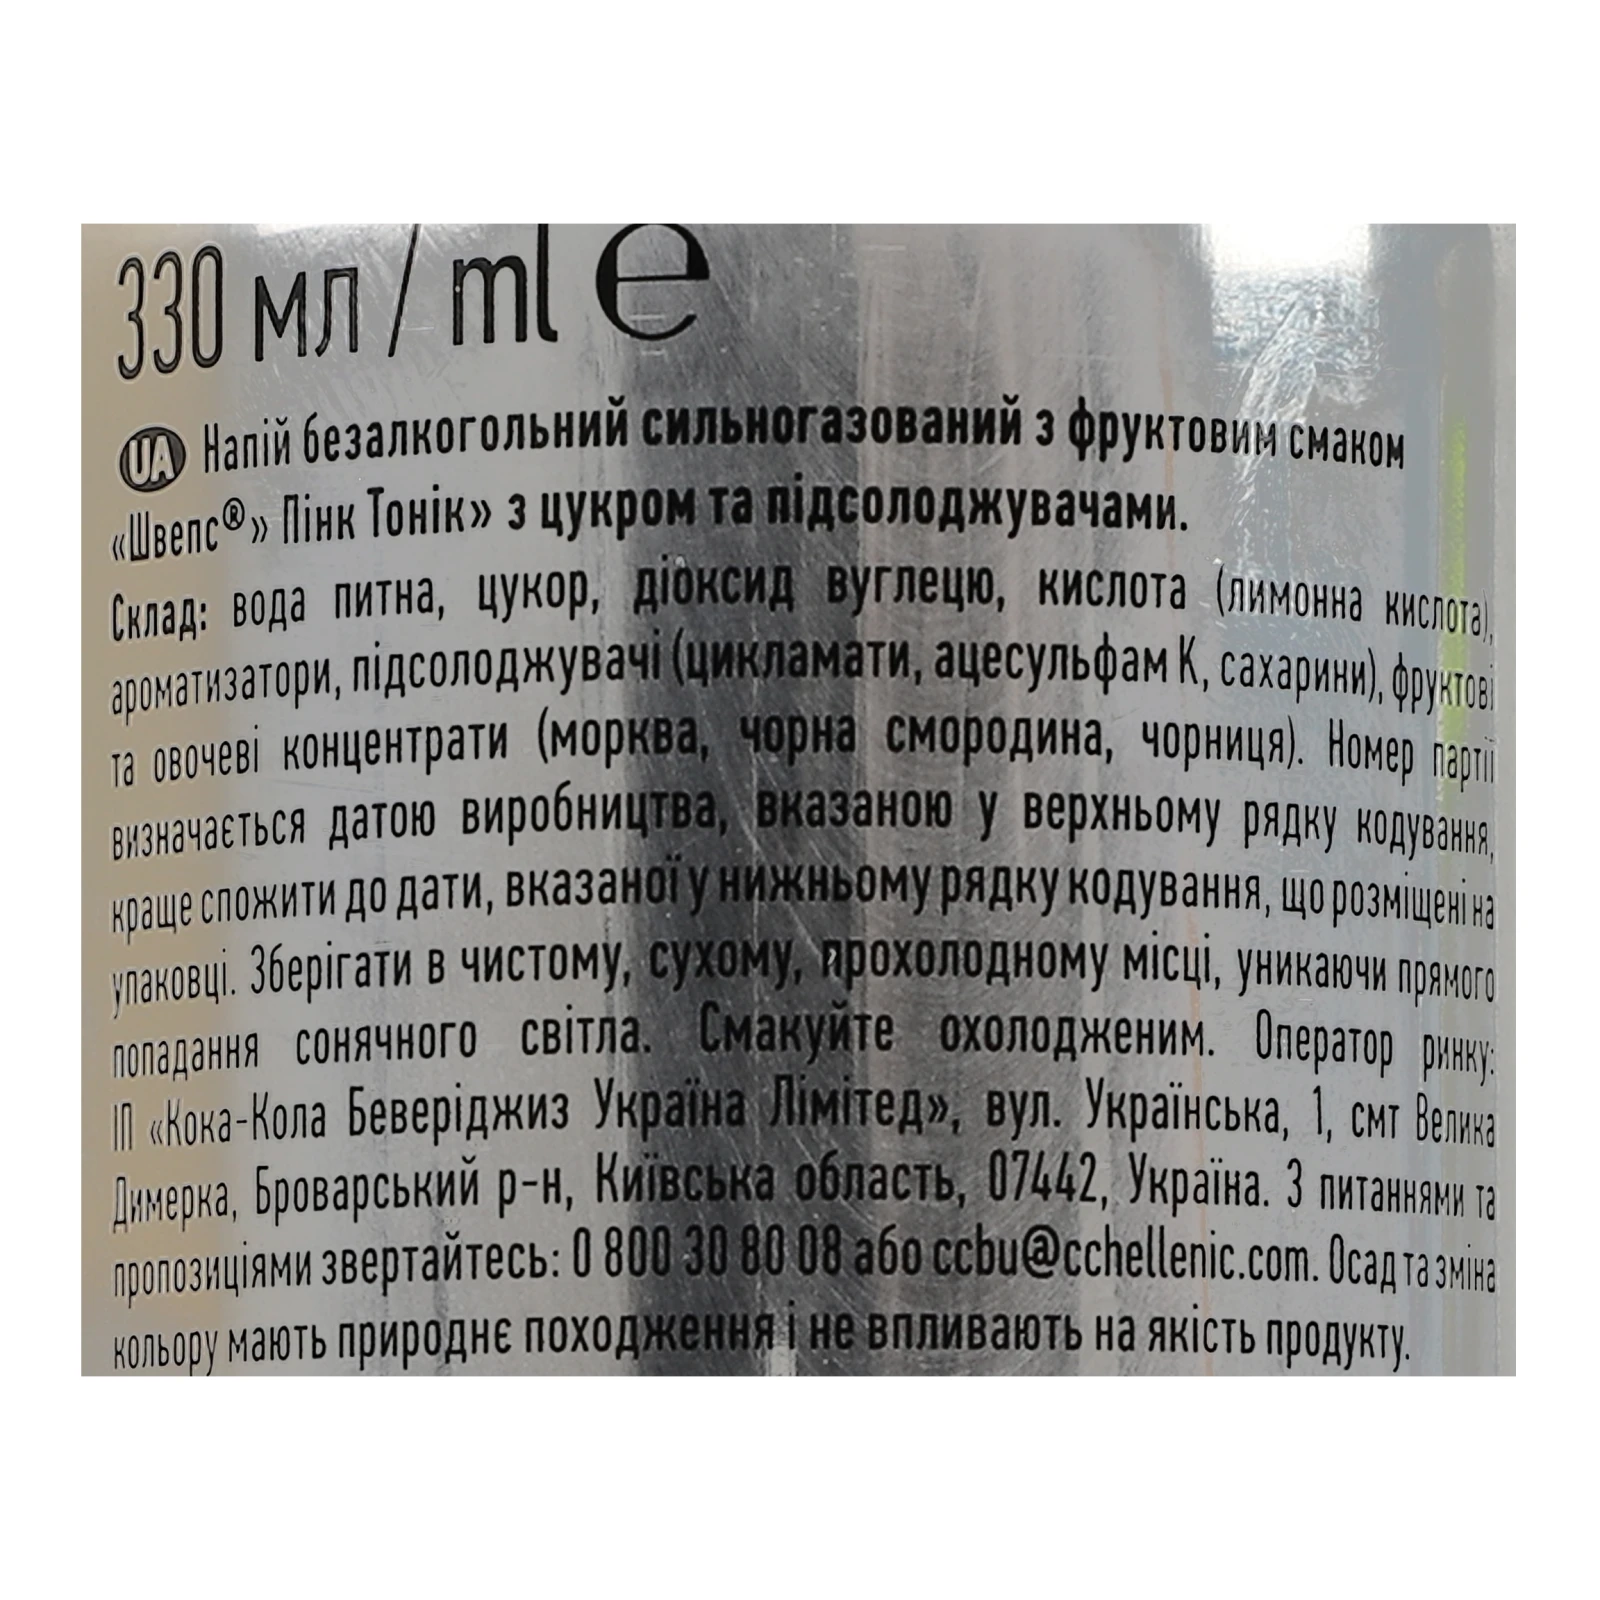 330 мл / ml e
UA Напій безалкогольний сильногазований з фруктовим смаком
«Швепс®» Пінк Тонік» з цукром та підсолоджувачами.
Склад: вода питна, цукор, діоксид вуглецю, кислота (лимонна кислота),
ароматизатори, підсолоджувачі (цикламати, ацесульфам К, сахарини), фруктові
та овочеві концентрати (морква, чорна смородина, чорниця). Номер партії
визначається датою виробництва, вказаною у верхньому рядку кодування,
краще спожити до дати, вказаної у нижньому рядку кодування, що розміщені на
упаковці. Зберігати в чистому, сухому, прохолодному місці, уникаючи прямого
попадання сонячного світла. Смакуйте охолодженим. Оператор ринку:
ІП «Кока-Кола Беверіджиз Україна Лімітед», вул. Українська, 1, смт Велика
Димерка, Броварський р-н, Київська область, 07442, Україна. З питаннями та
пропозиціями звертайтесь: 0 800 30 80 08 або ccbu@cchellenic.com. Осад та зміна
кольору мають природнє походження і не впливають на якість продукту.